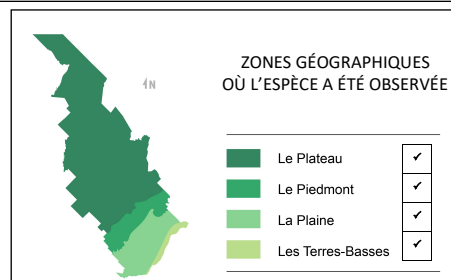 ZONES GÉOGRAPHIQUES
OÙ L'ESPÈCE A ÉTÉ OBSERVÉE
N
Le Plateau ✓
Le Piedmont ✓
La Plaine ✓
Les Terres-Basses ✓